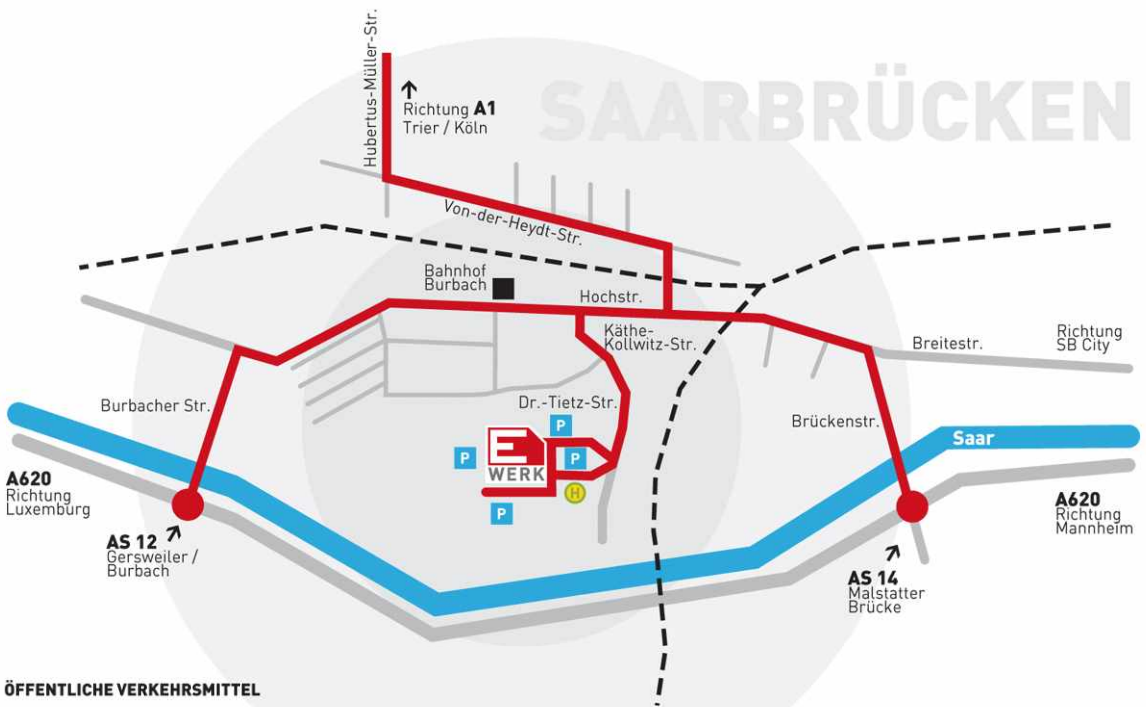 SAARBRÜCKEN
Hubertus-Müller-Str.
Richtung A1
Trier / Köln
Von-der-Heydt-Str.
Bahnhof
Burbach
Hochstr.
Käthe-
Kollwitz-Str.
Breitestr.
Richtung
SB City
Burbacher Str.
Dr.-Tietz-Str.
Brückenstr.
P
E
WERK
P
P
H
P
Saar
A620
Richtung
Luxemburg
A620
Richtung
Mannheim
AS 12
Gersweiler /
Burbach
AS 14
Malstatter
Brücke
ÖFFENTLICHE VERKEHRSMITTEL